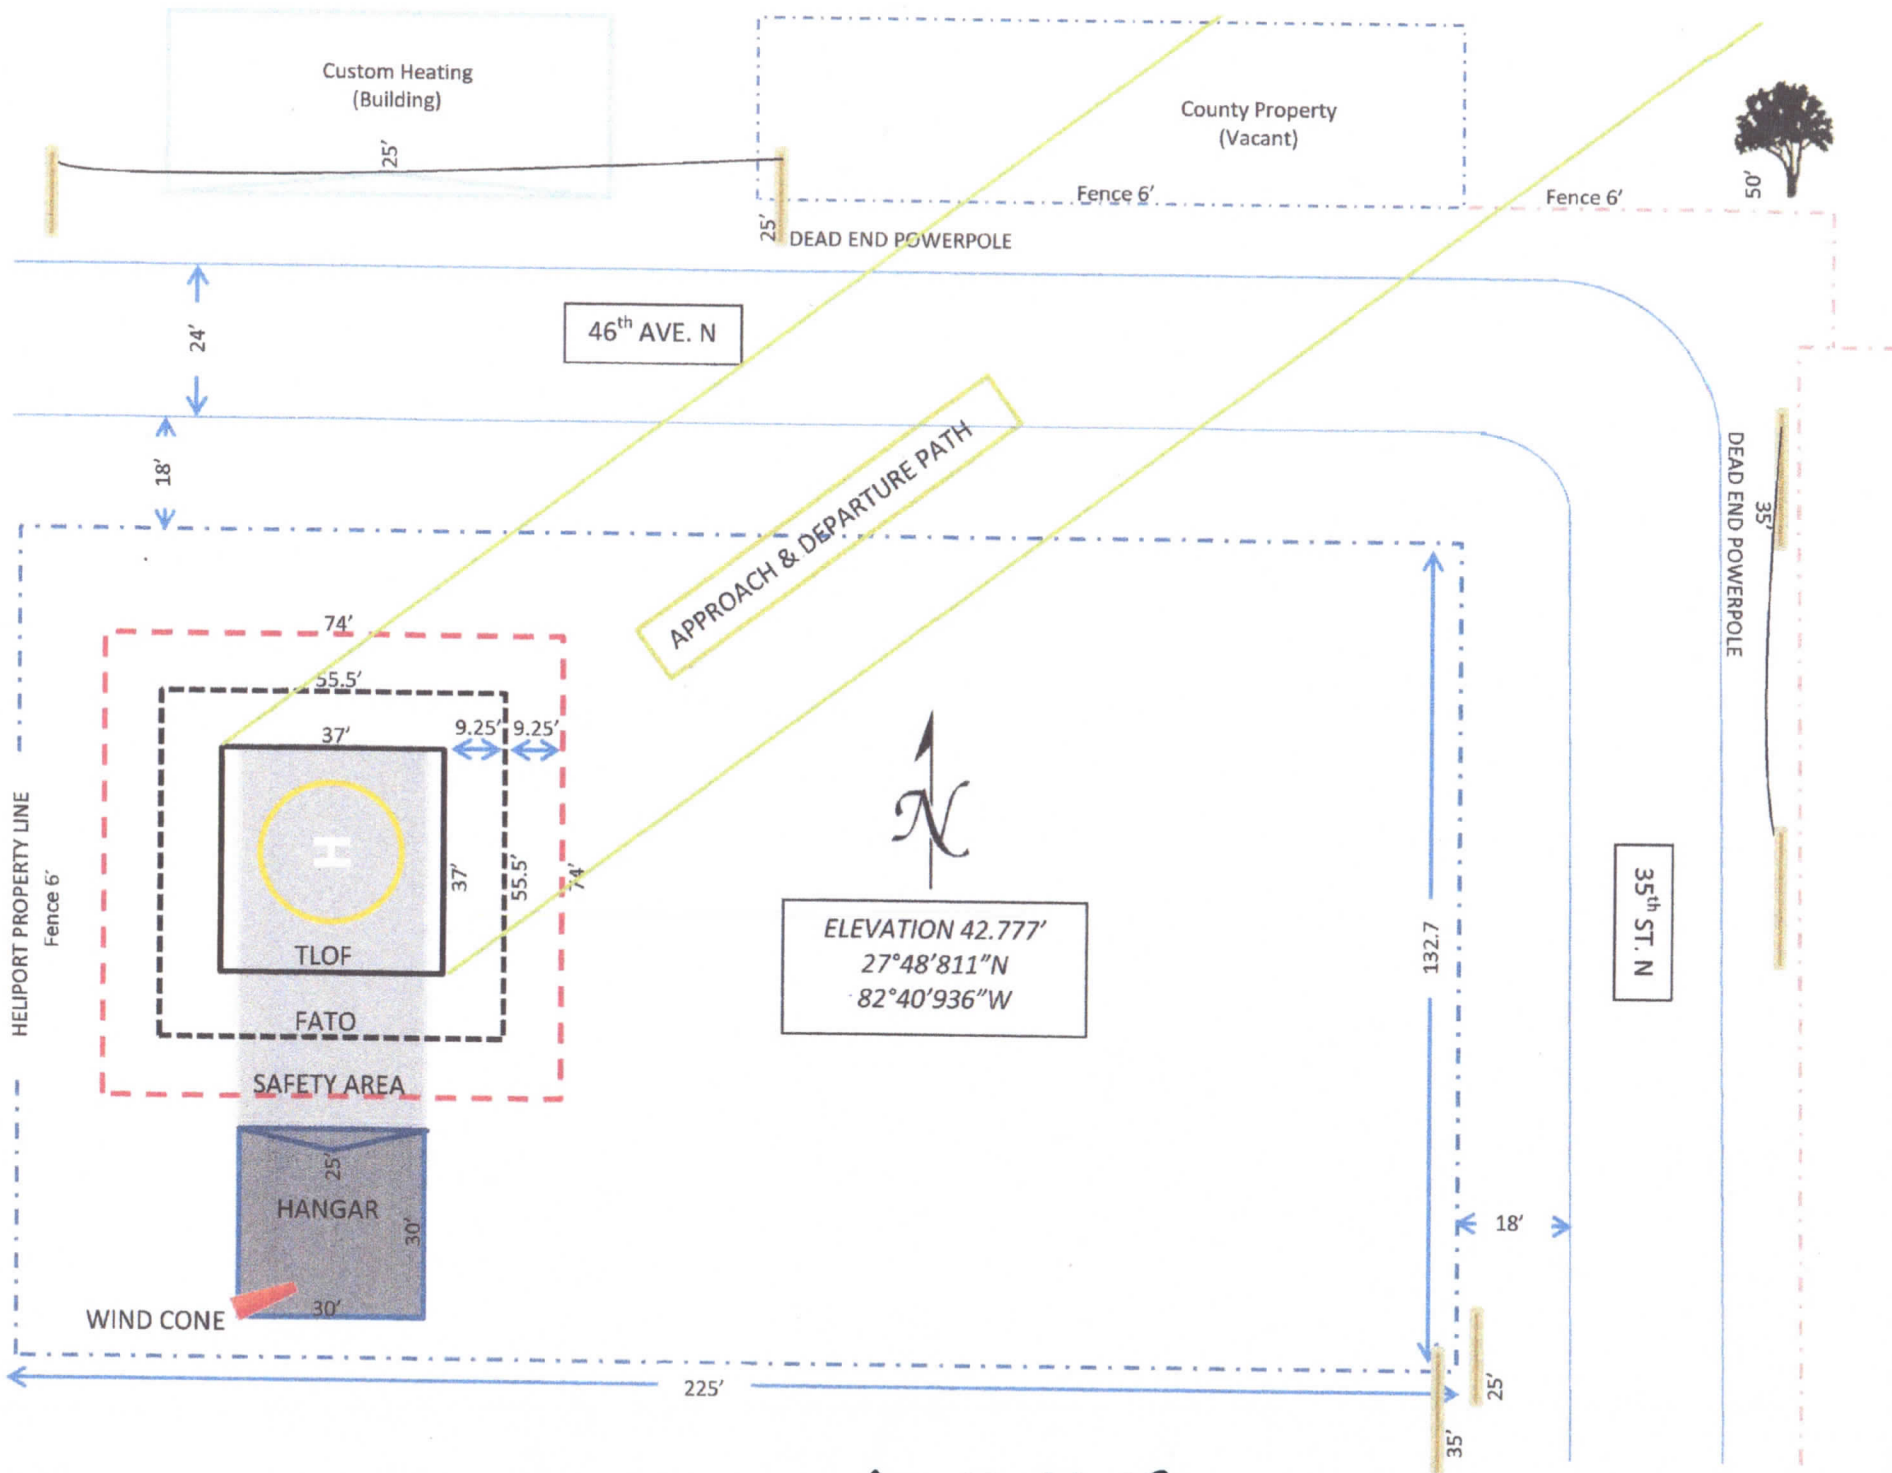 Custom Heating
(Building)
25'
County Property
(Vacant)
Fence 6'
Fence 6'
50'
25'
DEAD END POWERPOLE
46th AVE. N
24'
18'
APPROACH & DEPARTURE PATH
DEAD END POWERPOLE
35'
74'
55.5'
37'
9.25'
9.25'
37'
55.5'
74'
H
TLOF
FATO
SAFETY AREA
HELIPORT PROPERTY LINE
Fence 6'
N
ELEVATION 42.777'
27°48'811"N
82°40'936"W
132.7
35th ST. N
25'
HANGAR
30'
30'
WIND CONE
18'
225'
25'
35'